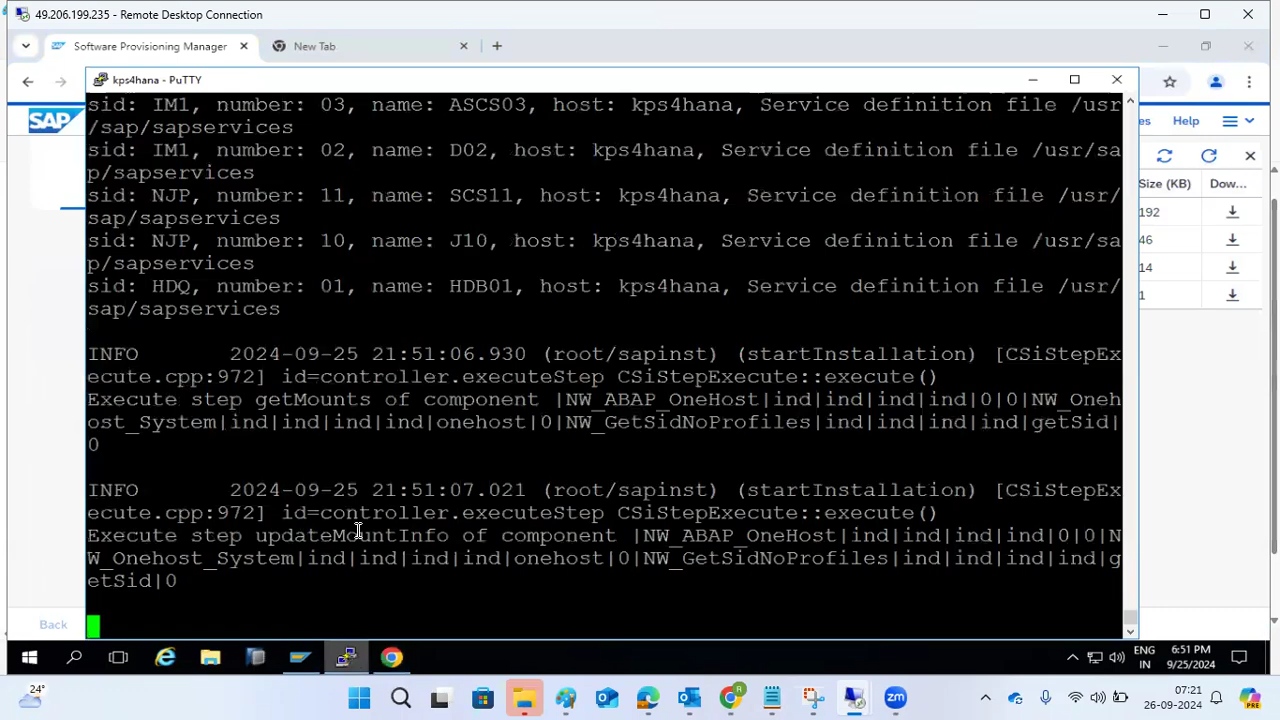 49.206.199.235 - Remote Desktop Connection
Software Provisioning Manager
New Tab
kps4hana - PuTTY
sid: IM1, number: 03, name: ASCS03, host: kps4hana, Service definition file /usr
/sap/sapservices
sid: IM1, number: 02, name: D02, host: kps4hana, Service definition file /usr/sa
p/sapservices
sid: NJP, number: 11, name: SCS11, host: kps4hana, Service definition file /usr/
sap/sapservices
sid: NJP, number: 10, name: J10, host: kps4hana, Service definition file /usr/sa
p/sapservices
sid: HDQ, number: 01, name: HDB01, host: kps4hana, Service definition file /usr/
sap/sapservices
INFO 2024-09-25 21:51:06.930 (root/sapinst) (startInstallation) [CSiStepEx
ecute.cpp:972] id=controller.executeStep CSiStepExecute::execute()
Execute step getMounts of component |NW_ABAP_OneHost|ind|ind|ind|ind|0|0|NW_Oneh
ost_System|ind|ind|ind|ind|onehost|0|NW_GetSidNoProfiles|ind|ind|ind|ind|getSid|
0
INFO 2024-09-25 21:51:07.021 (root/sapinst) (startInstallation) [CSiStepEx
ecute.cpp:972] id=controller.executeStep CSiStepExecute::execute()
Execute step updateMountInfo of component |NW_ABAP_OneHost|ind|ind|ind|ind|0|0|N
W_Onehost_System|ind|ind|ind|ind|onehost|0|NW_GetSidNoProfiles|ind|ind|ind|ind|g
etSid|0
SAP
es Help
Size (KB) Dow...
192
46
14
1
Back
ENG
IN
6:51 PM
9/25/2024
24°
07:21
26-09-2024